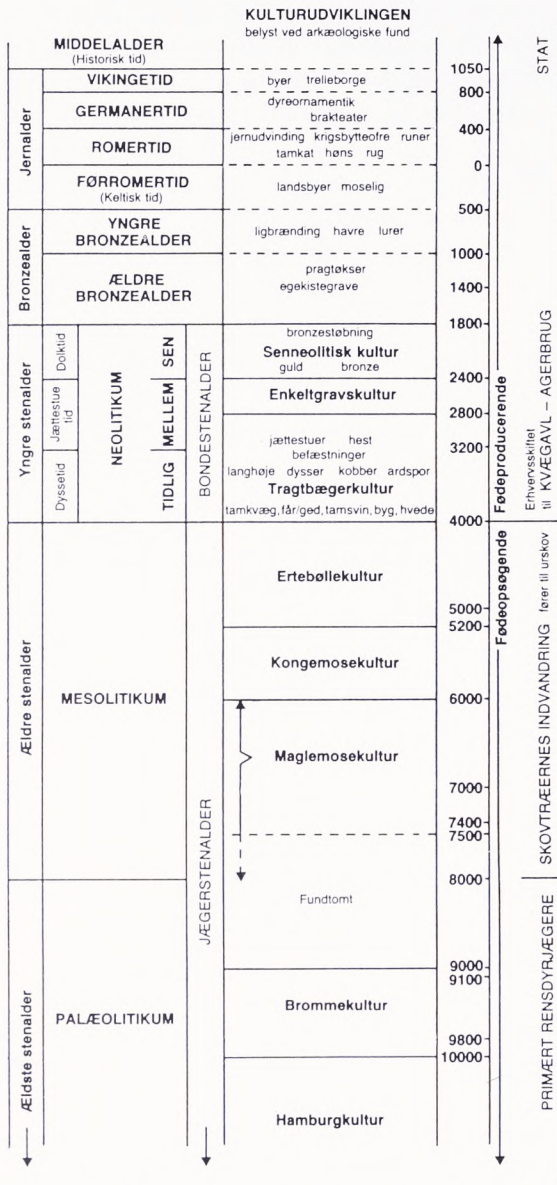 KULTURUDVIKLINGEN
belyst ved arkæologiske fund
MIDDELALDER
(Historisk tid)
1050
STAT
Jernalder
VIKINGETID
byer trelleborge
800
GERMANERTID
dyreornamentik
brakteater
400
ROMERTID
jernudvinding krigsbytteofre runer
tamkat høns rug
0
FØRROMERTID
(Keltisk tid)
landsbyer moselig
500
Bronzealder
YNGRE
BRONZEALDER
ligbrænding havre lurer
1000
ÆLDRE
BRONZEALDER
pragtøkser
egekistegrave
1400
1800
Yngre stenalder
Dolktid
Jættestue
tid
Dyssetid
NEOLITIKUM
SEN
MELLEM
TIDLIG
BONDESTENALDER
bronzestøbning
Senneolitisk kultur
guld bronze
2400
Enkeltgravskultur
2800
jættestuer hest
befæstninger
3200
langhøje dysser kobber ardspor
Tragtbægerkultur
tamkvæg, får/ged, tamsvin, byg, hvede
4000
Fødeproducerende
Erhvervsskiftet
til KVÆGAVL – AGERBRUG
Ældre stenalder
MESOLITIKUM
JÆGERSTENALDER
Ertebøllekultur
5000
5200
Kongemosekultur
6000
Maglemosekultur
7000
7400
7500
8000
Fødeopsøgende
SKOVTRÆERNES INDVANDRING fører til urskov
Fundtomt
9000
9100
Ældste stenalder
PALÆOLITIKUM
Brommekultur
9800
10000
Hamburgkultur
PRIMÆRT RENSDYRJÆGERE